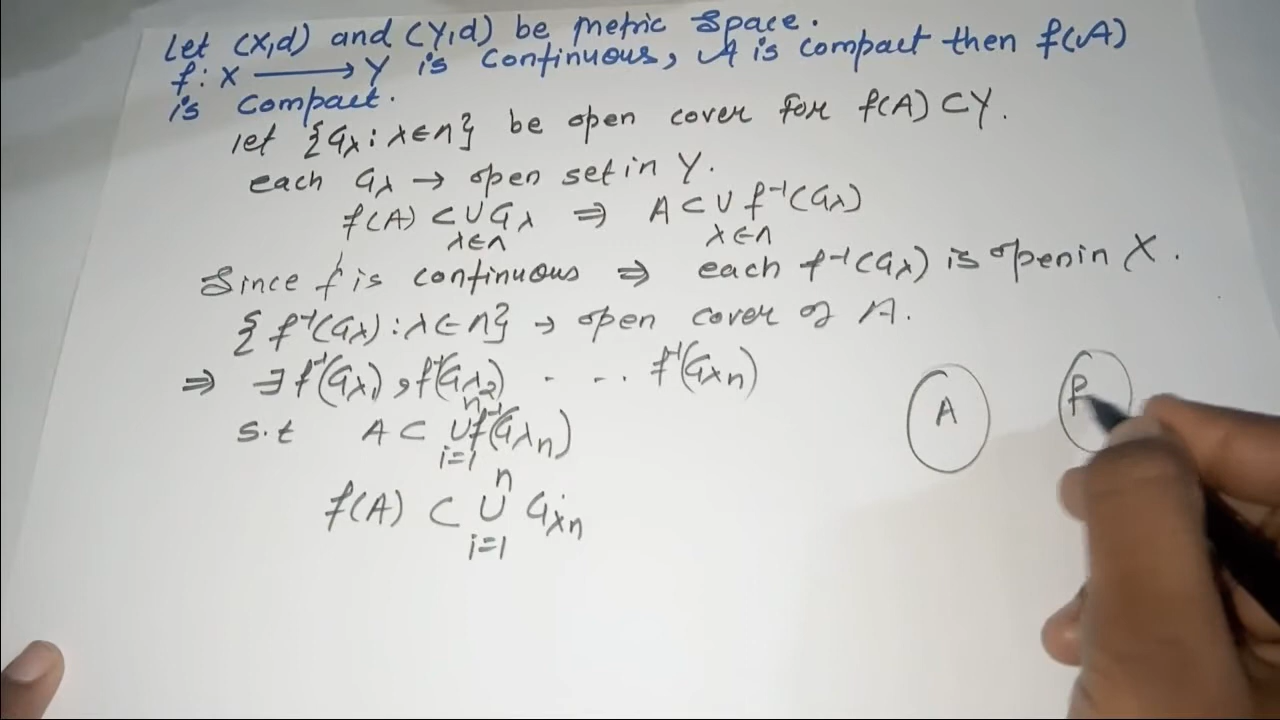 Let (X,d) and (Y,d) be metric space.
f: X ⟶ Y is continuous, A is compact then f(A)
is compact.
let {Gλ : λ∈Λ} be open cover for f(A) ⊂ Y.
each Gλ → open set in Y.
f(A) ⊂ ∪ Gλ ⇒ A ⊂ ∪ f⁻¹(Gλ)
λ∈Λ λ∈Λ
Since f is continuous ⇒ each f⁻¹(Gλ) is open in X.
{f⁻¹(Gλ) : λ∈Λ} → open cover of A.
⇒ ∃ f⁻¹(Gλ₁), f⁻¹(Gλ₂) . . . . f⁻¹(Gλn)
s.t A ⊂ ⋃ⁿᵢ₌₁ f⁻¹(Gλn)
f(A) ⊂ ⋃ⁿᵢ₌₁ Gλn
A f